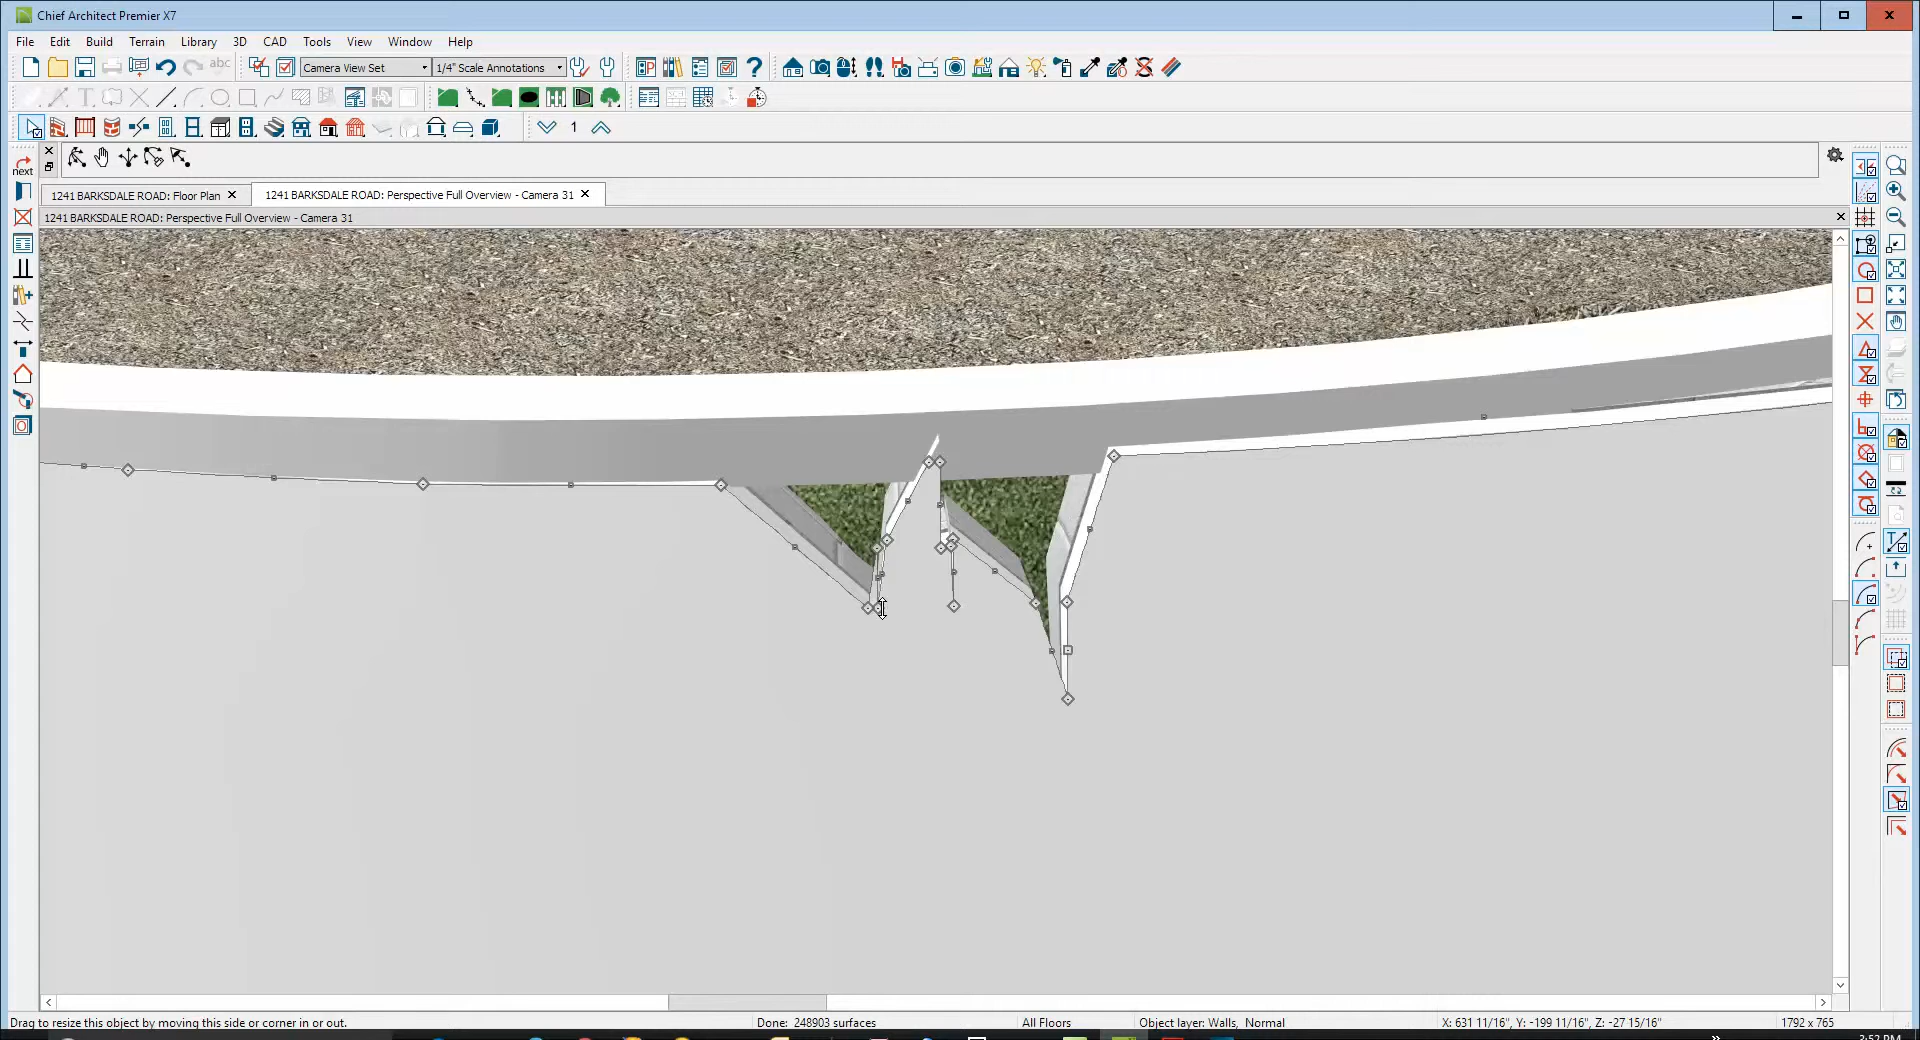 Chief Architect Premier X7
File Edit Build Terrain Library 3D CAD Tools View Window Help
abc Camera View Set 1/4" Scale Annotations
T
1
next
1241 BARKSDALE ROAD: Floor Plan 1241 BARKSDALE ROAD: Perspective Full Overview - Camera 31
1241 BARKSDALE ROAD: Perspective Full Overview - Camera 31
Drag to resize this object by moving this side or corner in or out. Done: 248903 surfaces All Floors Object layer: Walls, Normal X: 631 11/16", Y: -199 11/16", Z: -27 15/16" 1792 x 765
3:52 PM